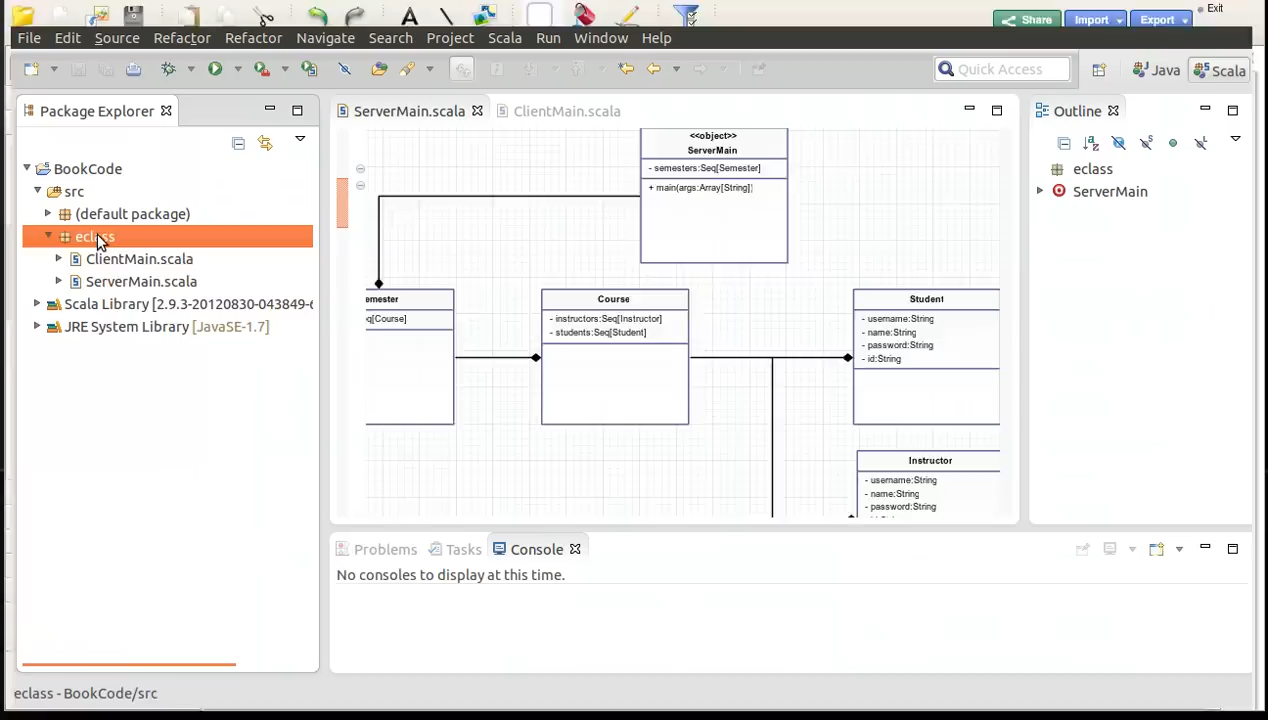 Exit
Share Import Export
File Edit Source Refactor Refactor Navigate Search Project Scala Run Window Help
Quick Access Java Scala
Package Explorer
BookCode
src
(default package)
eclass
ClientMain.scala
ServerMain.scala
Scala Library [2.9.3-20120830-043849-6
JRE System Library [JavaSE-1.7]
ServerMain.scala ClientMain.scala
<<object>>
ServerMain
- semesters:Seq[Semester]
+ main(args:Array[String])
emester
eq[Course]
Course
- instructors:Seq[Instructor]
- students:Seq[Student]
Student
- username:String
- name:String
- password:String
- id:String
Instructor
- username:String
- name:String
- password:String
Outline
eclass
ServerMain
Problems Tasks Console
No consoles to display at this time.
eclass - BookCode/src